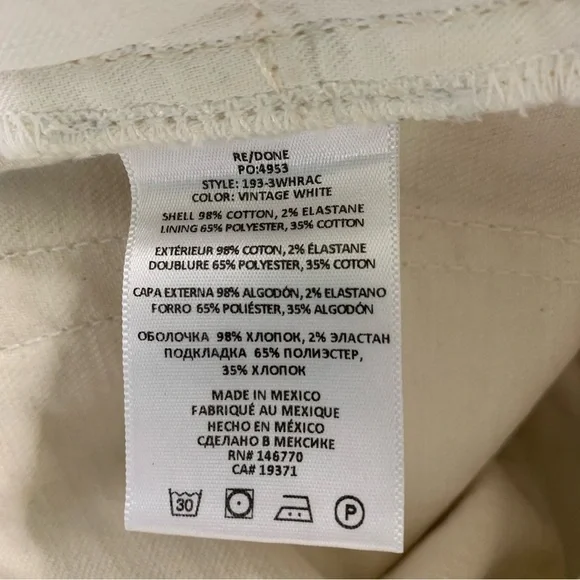 RE/DONE
PO:4953
STYLE: 193-3WHRAC
COLOR: VINTAGE WHITE
SHELL 98% COTTON, 2% ELASTANE
LINING 65% POLYESTER, 35% COTTON
EXTÉRIEUR 98% COTON, 2% ÉLASTANE
DOUBLURE 65% POLYESTER, 35% COTON
CAPA EXTERNA 98% ALGODÓN, 2% ELASTANO
FORRO 65% POLIÉSTER, 35% ALGODÓN
ОБОЛОЧКА 98% ХЛОПОК, 2% ЭЛАСТАН
ПОДКЛАДКА 65% ПОЛИЭСТЕР,
35% ХЛОПОК
MADE IN MEXICO
FABRIQUÉ AU MEXIQUE
HECHO EN MÉXICO
СДЕЛАНО В МЕКСИКЕ
RN# 146770
CA# 19371
30 P